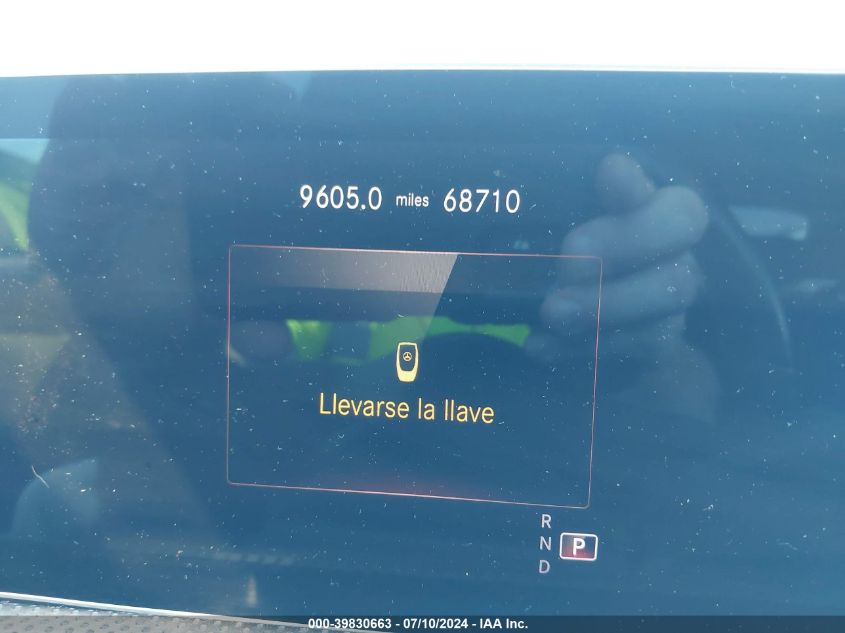 9605.0 miles 68710
Llevarse la llave
R
N P
D
000-39830663 - 07/10/2024 - IAA Inc.